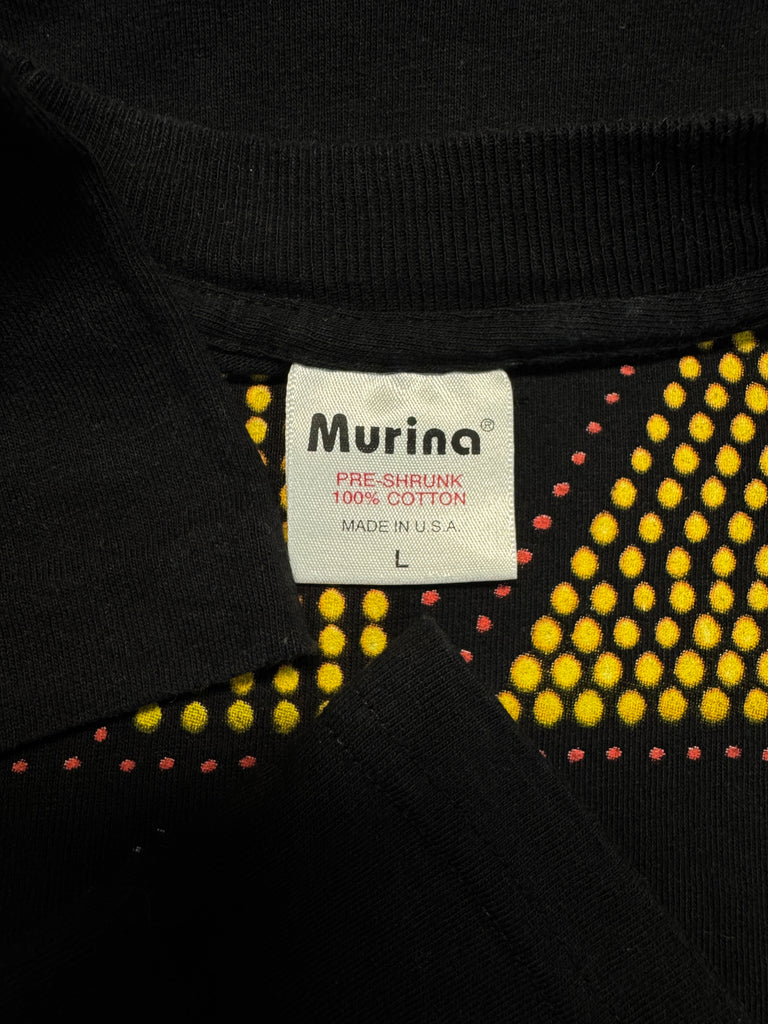 Murina®
PRE-SHRUNK
100% COTTON
MADE IN U.S.A.
L